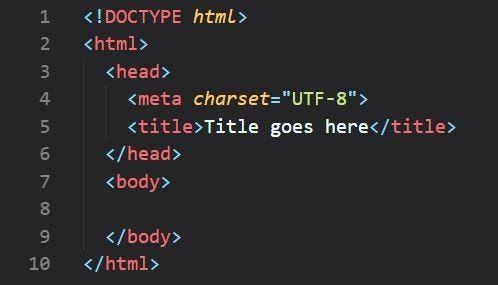 1 <!DOCTYPE html>
2 <html>
3 <head>
4 <meta charset="UTF-8">
5 <title>Title goes here</title>
6 </head>
7 <body>
8
9 </body>
10 </html>